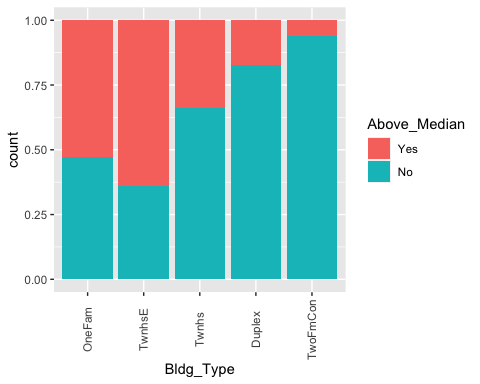 1.00
0.75
0.50
0.25
0.00
count
OneFam
TwnhsE
Twnhs
Duplex
TwoFmCon
Bldg_Type
Above_Median
Yes
No